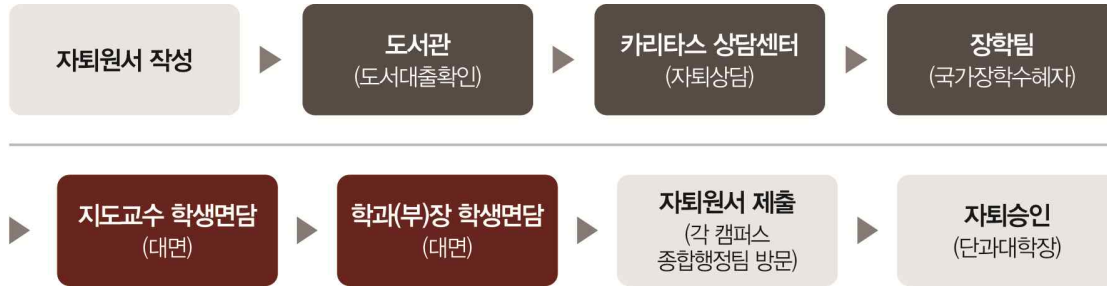 자퇴원서 작성
도서관
(도서대출확인)
카리타스 상담센터
(자퇴상담)
장학팀
(국가장학수혜자)
지도교수 학생면담
(대면)
학과(부)장 학생면담
(대면)
자퇴원서 제출
(각 캠퍼스
종합행정팀 방문)
자퇴승인
(단과대학장)